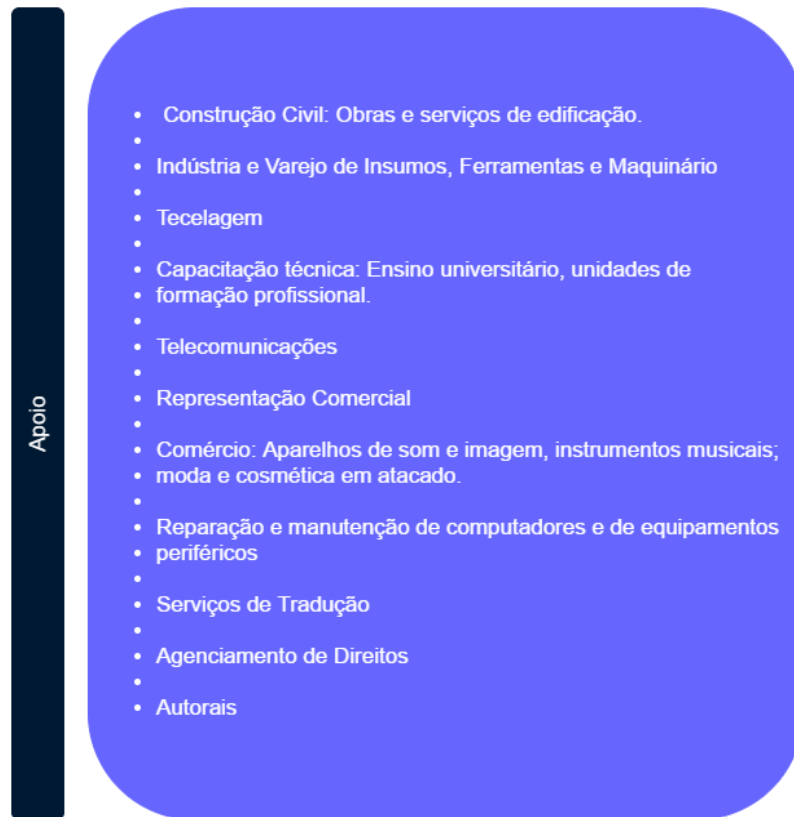 Apoio
• Construção Civil: Obras e serviços de edificação.
•
• Indústria e Varejo de Insumos, Ferramentas e Maquinário
•
• Tecelagem
•
• Capacitação técnica: Ensino universitário, unidades de
• formação profissional.
•
• Telecomunicações
•
• Representação Comercial
•
• Comércio: Aparelhos de som e imagem, instrumentos musicais;
• moda e cosmética em atacado.
•
• Reparação e manutenção de computadores e de equipamentos
• periféricos
•
• Serviços de Tradução
•
• Agenciamento de Direitos
•
• Autorais